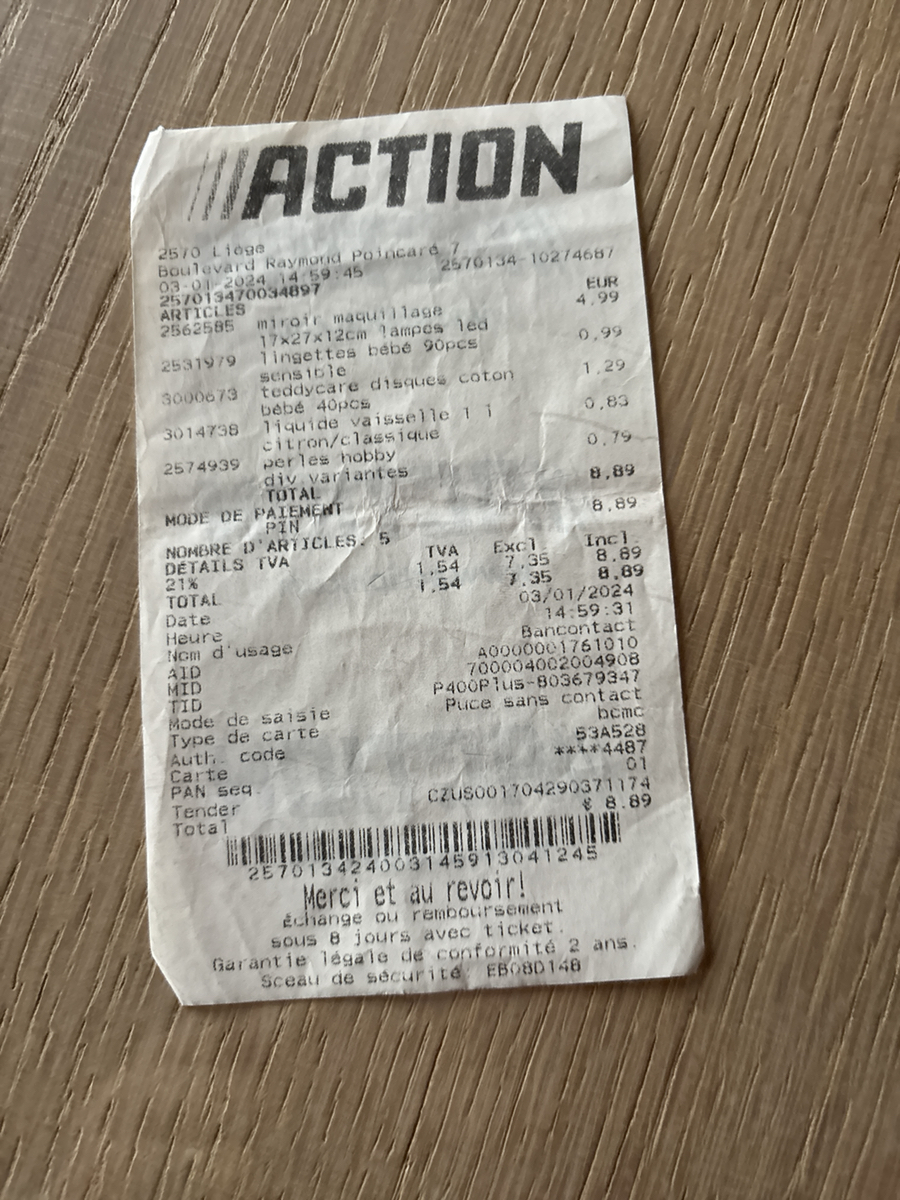 ACTION
2570 Liège
Boulevard Raymond Poincaré 7
03-01-2024 14:59:45 2570134-10274687
257013470034897
ARTICLES EUR
2562585 miroir maquillage 4,99
17x27x12cm lampes led
2531979 lingettes bébé 90pcs 0,99
sensible
3000673 teddycare disques coton 1,29
bébé 40pcs
3014738 liquide vaisselle 1 l 0,83
citron/classique
2574939 perles hobby 0,79
div variantes
TOTAL 8,89
MODE DE PAIEMENT
PIN 8,89
NOMBRE D'ARTICLES: 5
DÉTAILS TVA TVA Excl. Incl.
21% 1,54 7,35 8,89
TOTAL 1,54 7,35 8,89
Date 03/01/2024
Heure 14:59:31
Nom d'usage Bancontact
AID A0000001761010
MID 700004002004908
TID P400Plus-803679347
Mode de saisie Puce sans contact
Type de carte bcmc
Auth. code 53A528
Carte ****4487
PAN seq. 01
Tender CZUS001704290371174
Total € 8.89
257013424003145913041245
Merci et au revoir!
Échange ou remboursement
sous 8 jours avec ticket.
Garantie légale de conformité 2 ans.
Sceau de sécurité: EB08D14B